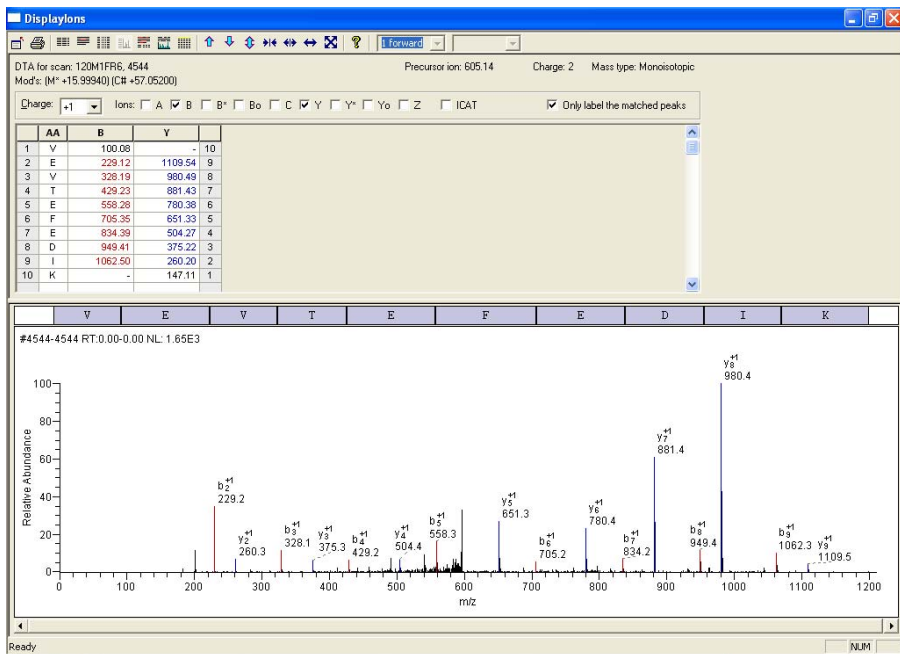 DisplayIons
1 forward
DTA for scan: 120M1FR6, 4544 Precursor ion: 605.14 Charge: 2 Mass type: Monoisotopic
Mod's: (M* +15.99940) (C# +57.05200)
Charge: +1 Ions: A B B* Bo C Y Y* Yo Z ICAT Only label the matched peaks
AA B Y
1 V 100.08 - 10
2 E 229.12 1109.54 9
3 V 328.19 980.49 8
4 T 429.23 881.43 7
5 E 558.28 780.38 6
6 F 705.35 651.33 5
7 E 834.39 504.27 4
8 D 949.41 375.22 3
9 I 1062.50 260.20 2
10 K - 147.11 1
V E V T E F E D I K
#4544-4544 RT:0.00-0.00 NL: 1.65E3
y8+1
980.4
100
80
y7+1
881.4
60
Relative Abundance
40
b2+1
229.2
y5+1
651.3
y6+1
780.4
20
y2+1
260.3
b3+1
328.1
y3+1
375.3
b4+1
429.2
y4+1
504.4
b5+1
558.3
b6+1
705.2
b7+1
834.2
b8+1
949.4
b9+1
1062.3
y9+1
1109.5
0
0 100 200 300 400 500 600 700 800 900 1000 1100 1200
m/z
Ready NUM